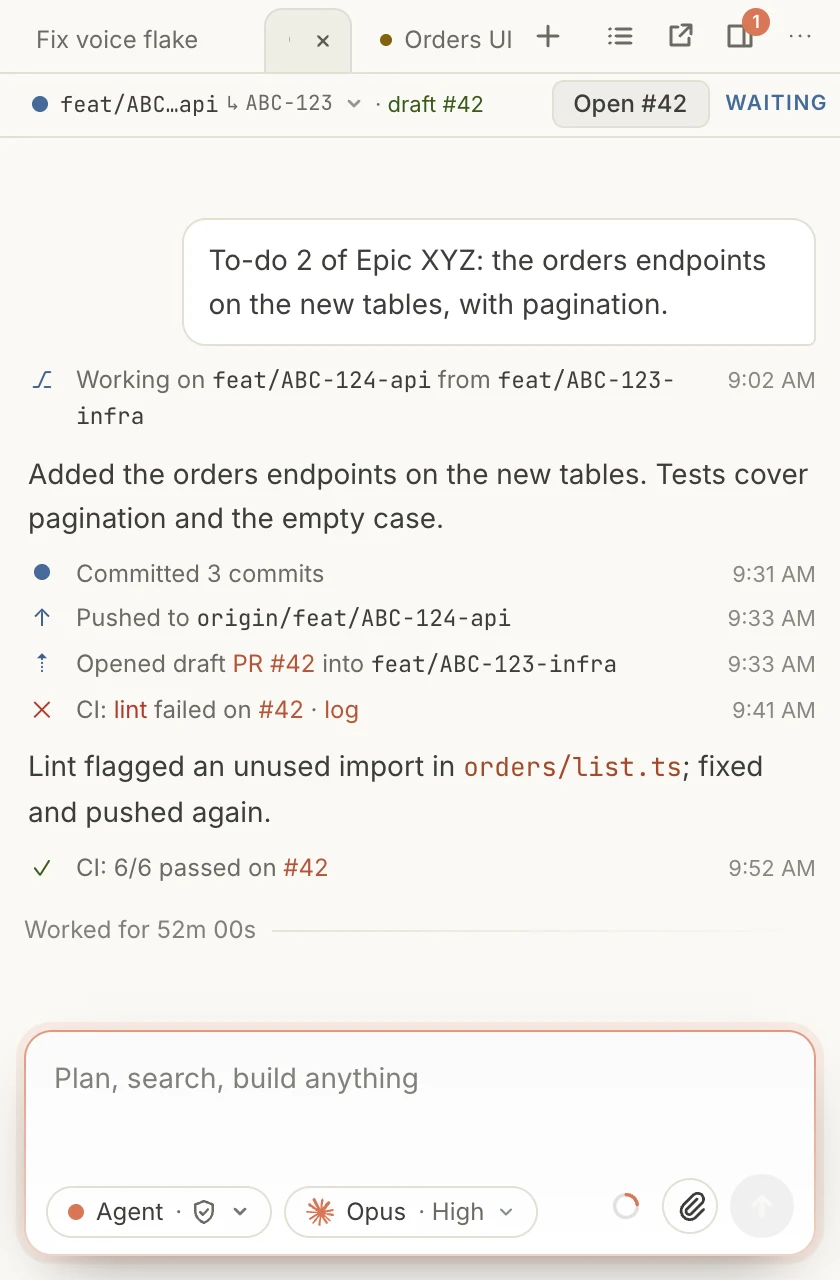 Fix voice flake
Orders UI
1
feat/ABC…api ↳ ABC-123 · draft #42
Open #42
WAITING
To-do 2 of Epic XYZ: the orders endpoints
on the new tables, with pagination.
Working on feat/ABC-124-api from feat/ABC-123-
infra
9:02 AM
Added the orders endpoints on the new tables. Tests cover
pagination and the empty case.
Committed 3 commits 9:31 AM
Pushed to origin/feat/ABC-124-api 9:33 AM
Opened draft PR #42 into feat/ABC-123-infra 9:33 AM
CI: lint failed on #42 · log 9:41 AM
Lint flagged an unused import in orders/list.ts; fixed
and pushed again.
CI: 6/6 passed on #42 9:52 AM
Worked for 52m 00s
Plan, search, build anything
Agent ·
Opus · High